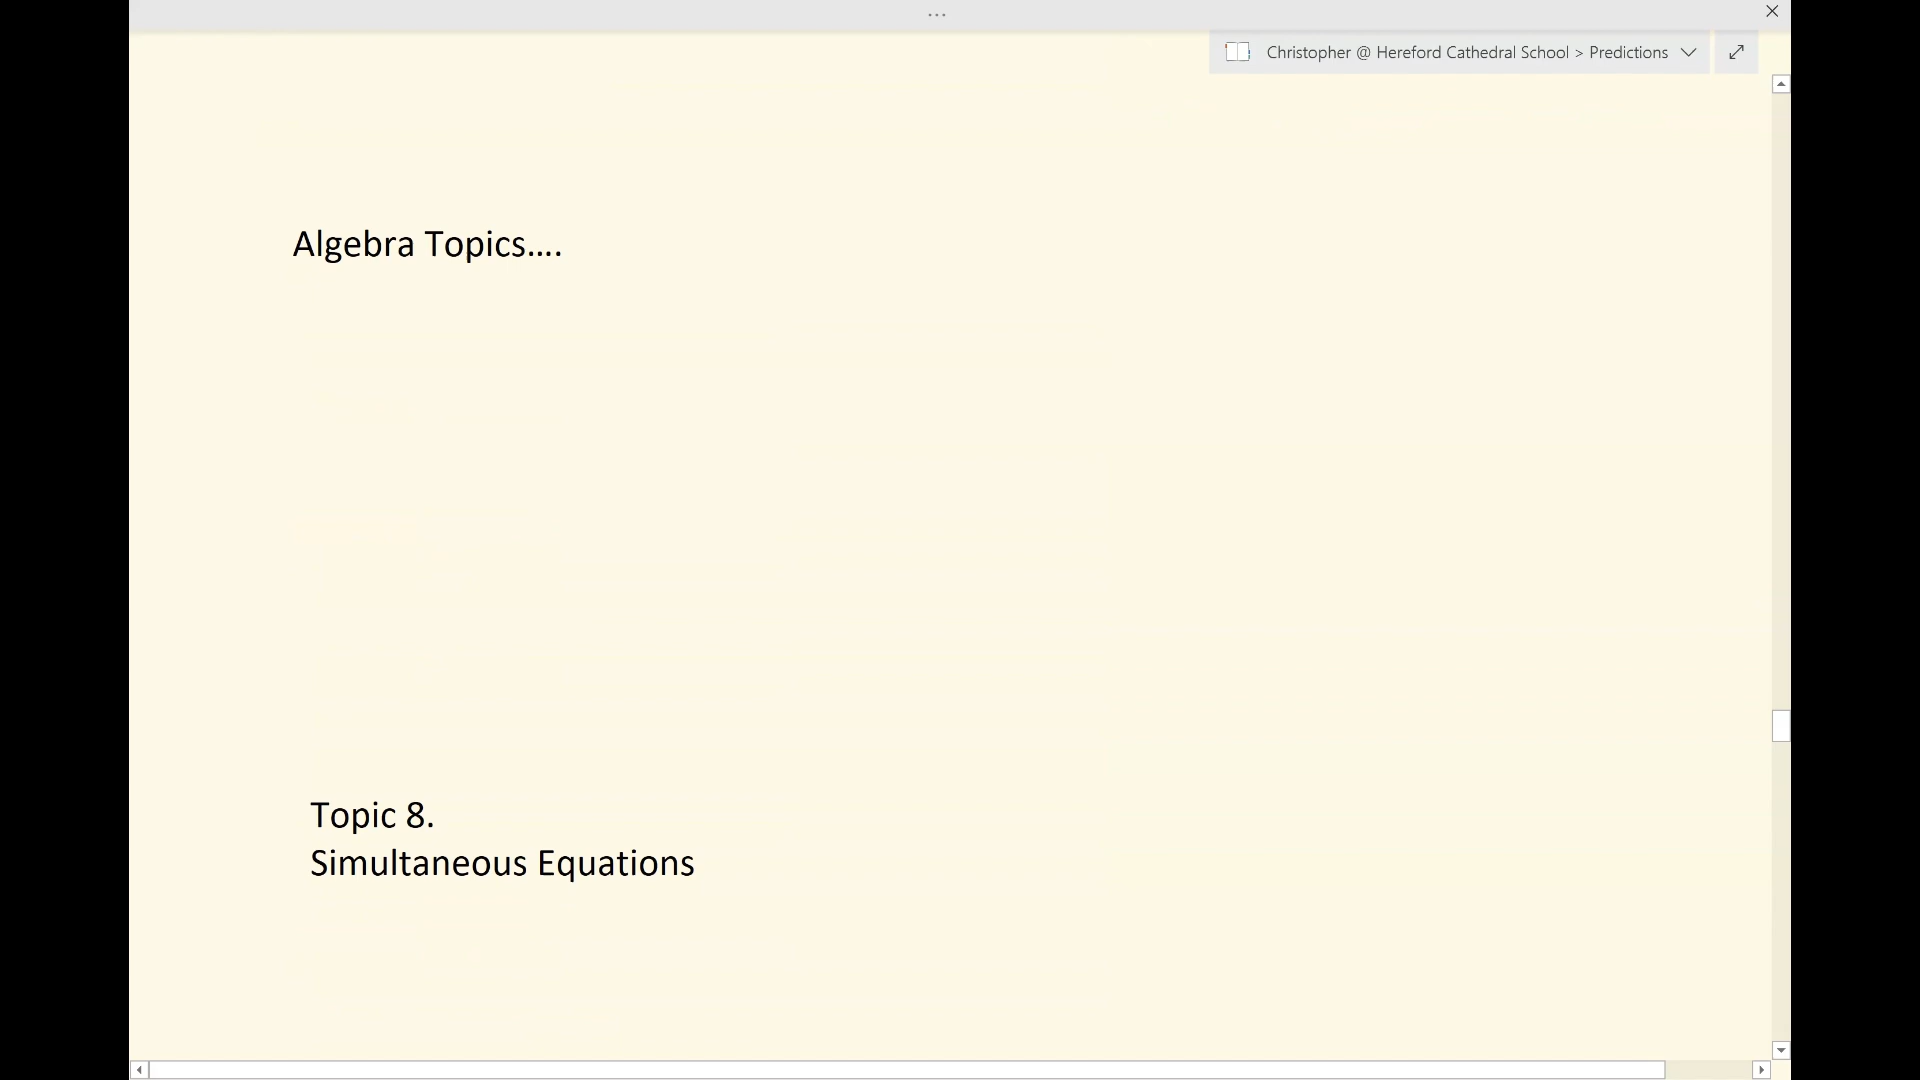 ...
Christopher @ Hereford Cathedral School > Predictions
Algebra Topics....
Topic 8.
Simultaneous Equations